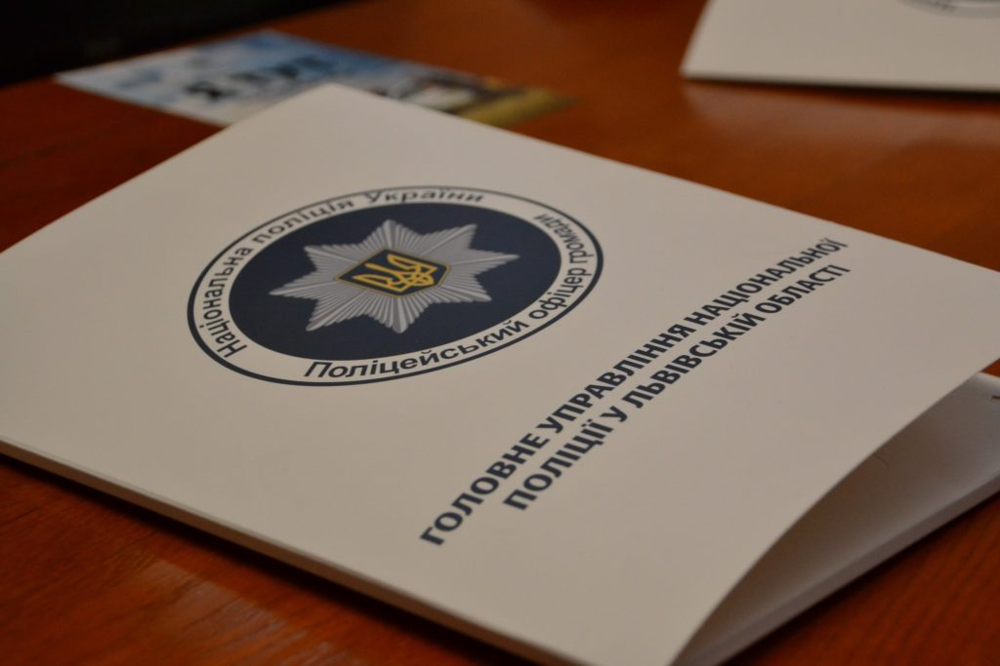 Національна поліція України
Поліцейський офіцер громади
ГОЛОВНЕ УПРАВЛІННЯ НАЦІОНАЛЬНОЇ
ПОЛІЦІЇ У ЛЬВІВСЬКІЙ ОБЛАСТІ